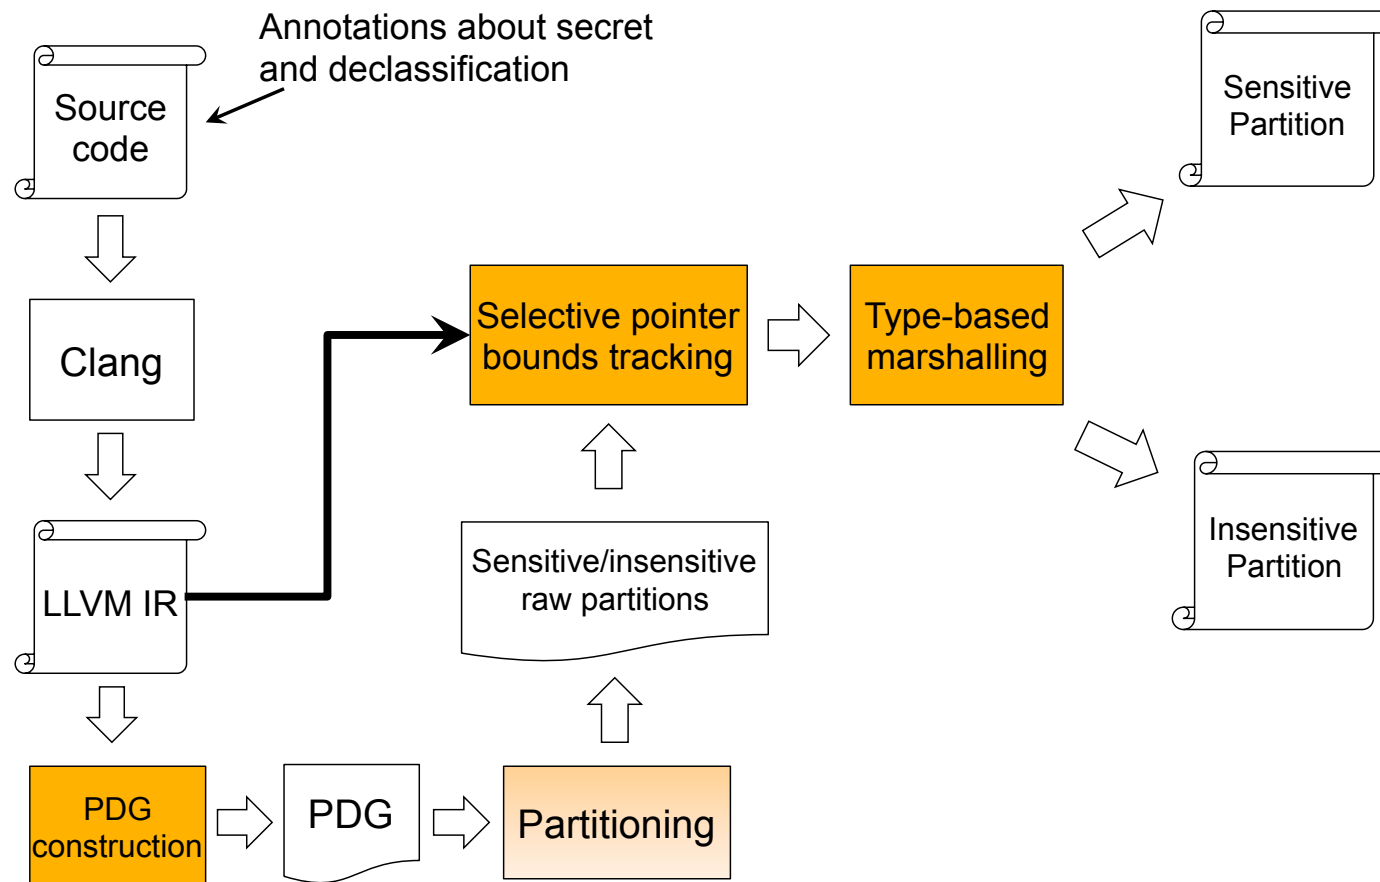 Annotations about secret
and declassification
Source
code
Sensitive
Partition
Clang
Selective pointer
bounds tracking
Type-based
marshalling
LLVM IR
Sensitive/insensitive
raw partitions
Insensitive
Partition
PDG
construction
PDG
Partitioning